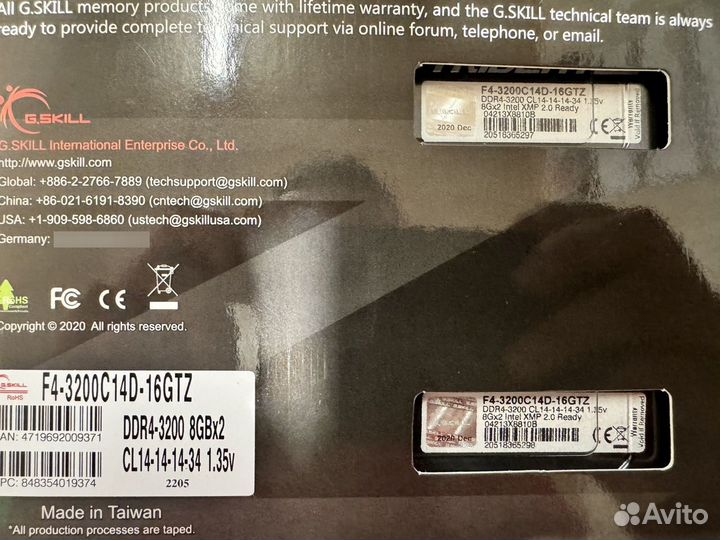 All G.SKILL memory products come with lifetime warranty, and the G.SKILL technical team is always
ready to provide complete technical support via online forum, telephone, or email.
TRIDENT
G.SKILL
G.SKILL International Enterprise Co., Ltd.
http://www.gskill.com
Global: +886-2-2766-7889 (techsupport@gskill.com)
China: +86-021-6191-8390 (cntech@gskill.com)
USA: +1-909-598-6860 (ustech@gskillusa.com)
Germany:
RoHS
FC CE
Copyright © 2020 All rights reserved.
F4-3200C14D-16GTZ
DDR4-3200 CL14-14-14-34 1.35v
8Gx2 Intel XMP 2.0 Ready
04213X8810B
2020 Dec
20518365297
Warranty
Void if Removed
G.SKILL
RoHS
F4-3200C14D-16GTZ
DDR4-3200 8GBx2
CL14-14-14-34 1.35v
AN: 4719692009371
PC: 848354019374
2205
F4-3200C14D-16GTZ
DDR4-3200 CL14-14-14-34 1.35v
8Gx2 Intel XMP 2.0 Ready
04213X8810B
2020 Dec
20518365298
Warranty
Void if Removed
Made in Taiwan
*All production processes are taped.
Avito